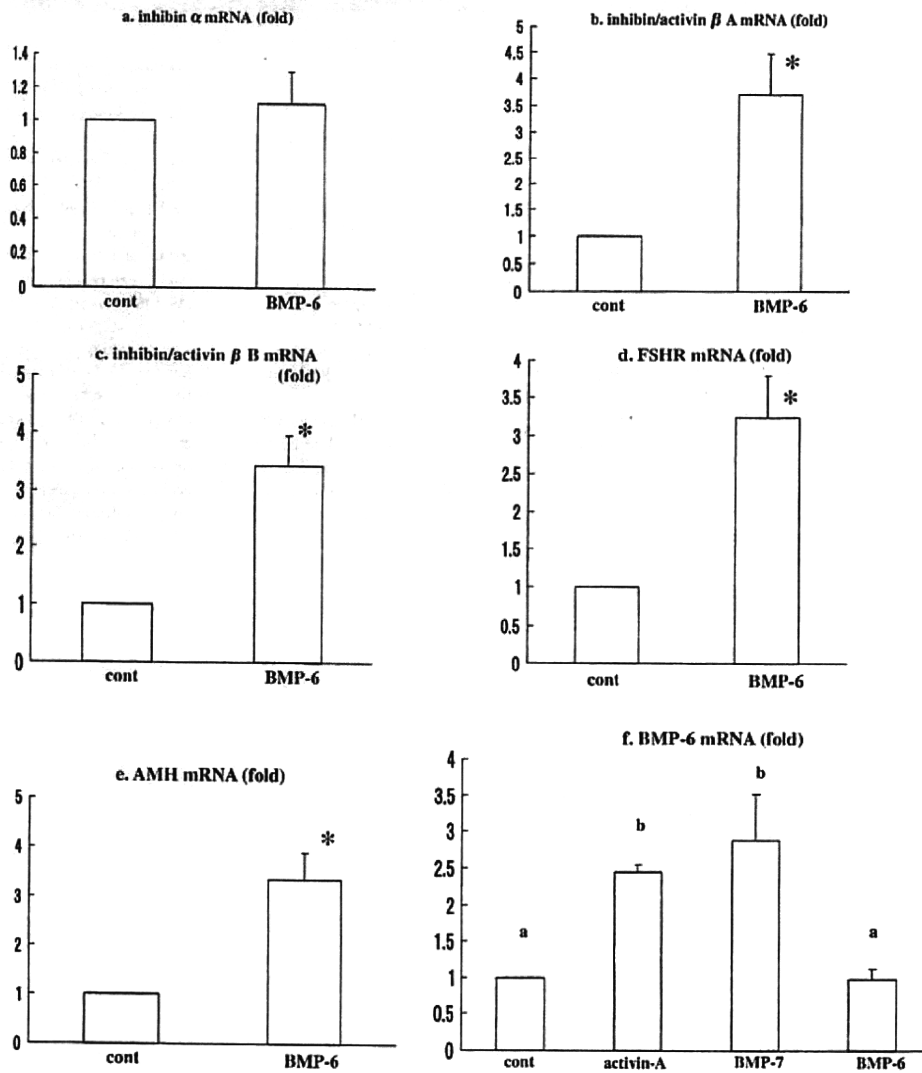 a. inhibin α mRNA (fold)
1.4
1.2
1
0.8
0.6
0.4
0.2
0
cont
BMP-6
b. inhibin/activin β A mRNA (fold)
5
4.5
4
3.5
3
2.5
2
1.5
1
0.5
0
*
cont
BMP-6
c. inhibin/activin β B mRNA
(fold)
5
4
3
2
1
0
*
cont
BMP-6
d. FSHR mRNA (fold)
4
3.5
3
2.5
2
1.5
1
0.5
0
*
cont
BMP-6
e. AMH mRNA (fold)
5
4
3
2
1
0
*
cont
BMP-6
f. BMP-6 mRNA (fold)
4
3.5
3
2.5
2
1.5
1
0.5
0
a
b
b
a
cont
activin-A
BMP-7
BMP-6